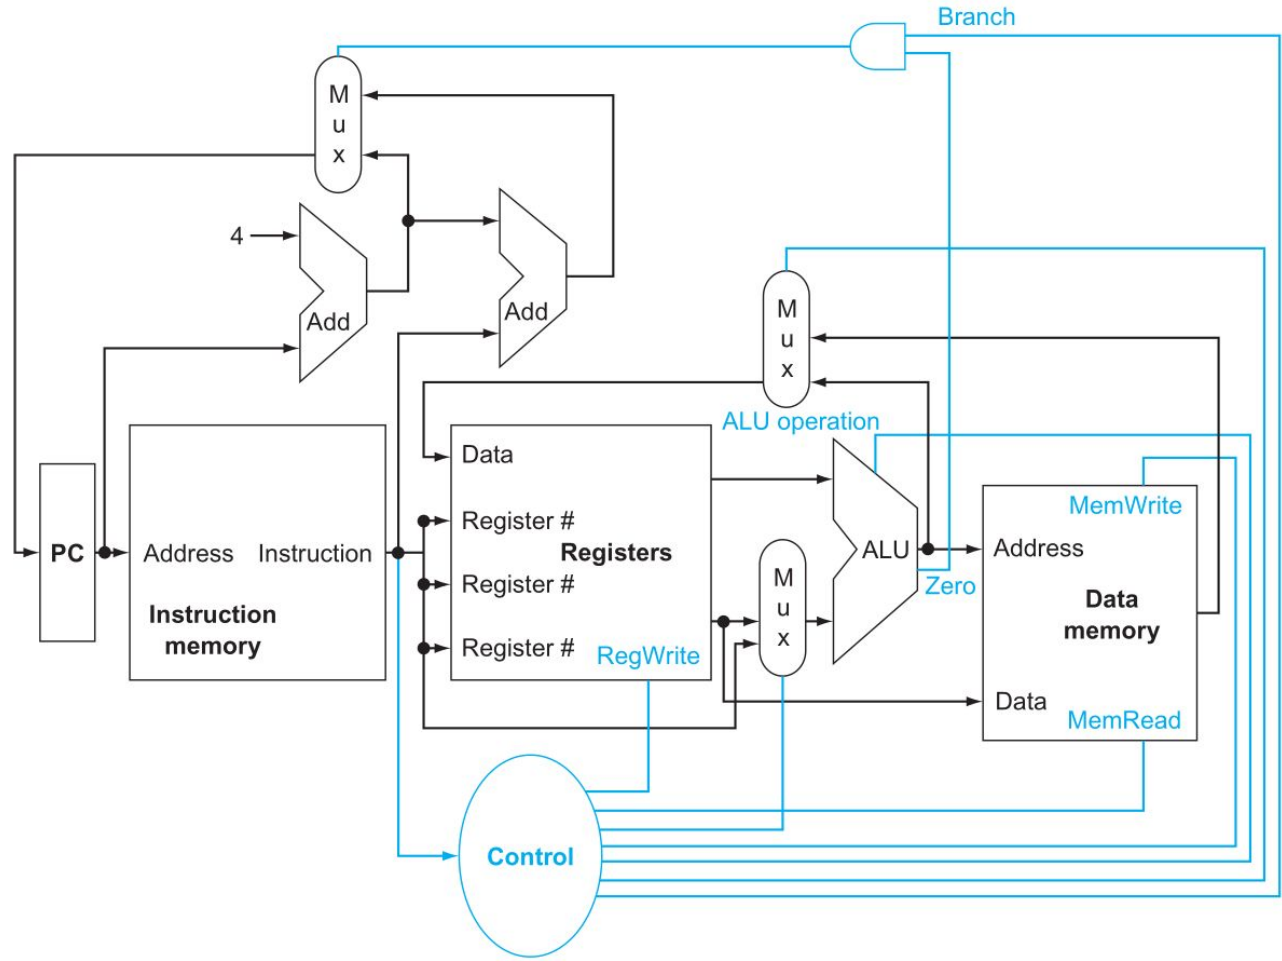 Branch
M
u
x
4
Add
Add
M
u
x
ALU operation
Data
MemWrite
Register #
PC
Address
Instruction
Registers
ALU
Address
M
u
x
Register #
Zero
Data
memory
Instruction
memory
Register #
RegWrite
Data
MemRead
Control